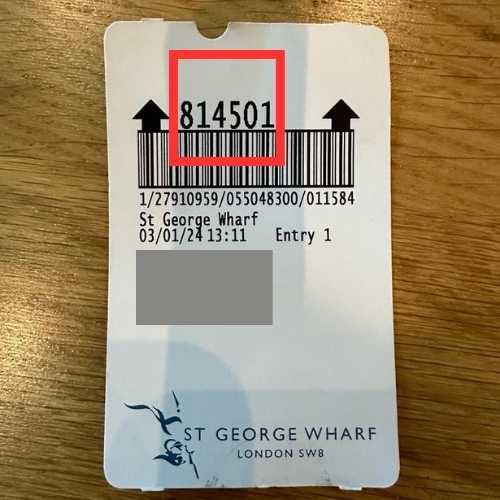 814501
1/27910959/055048300/011584
St George Wharf
03/01/24 13:11 Entry 1
ST GEORGE WHARF
LONDON SW8